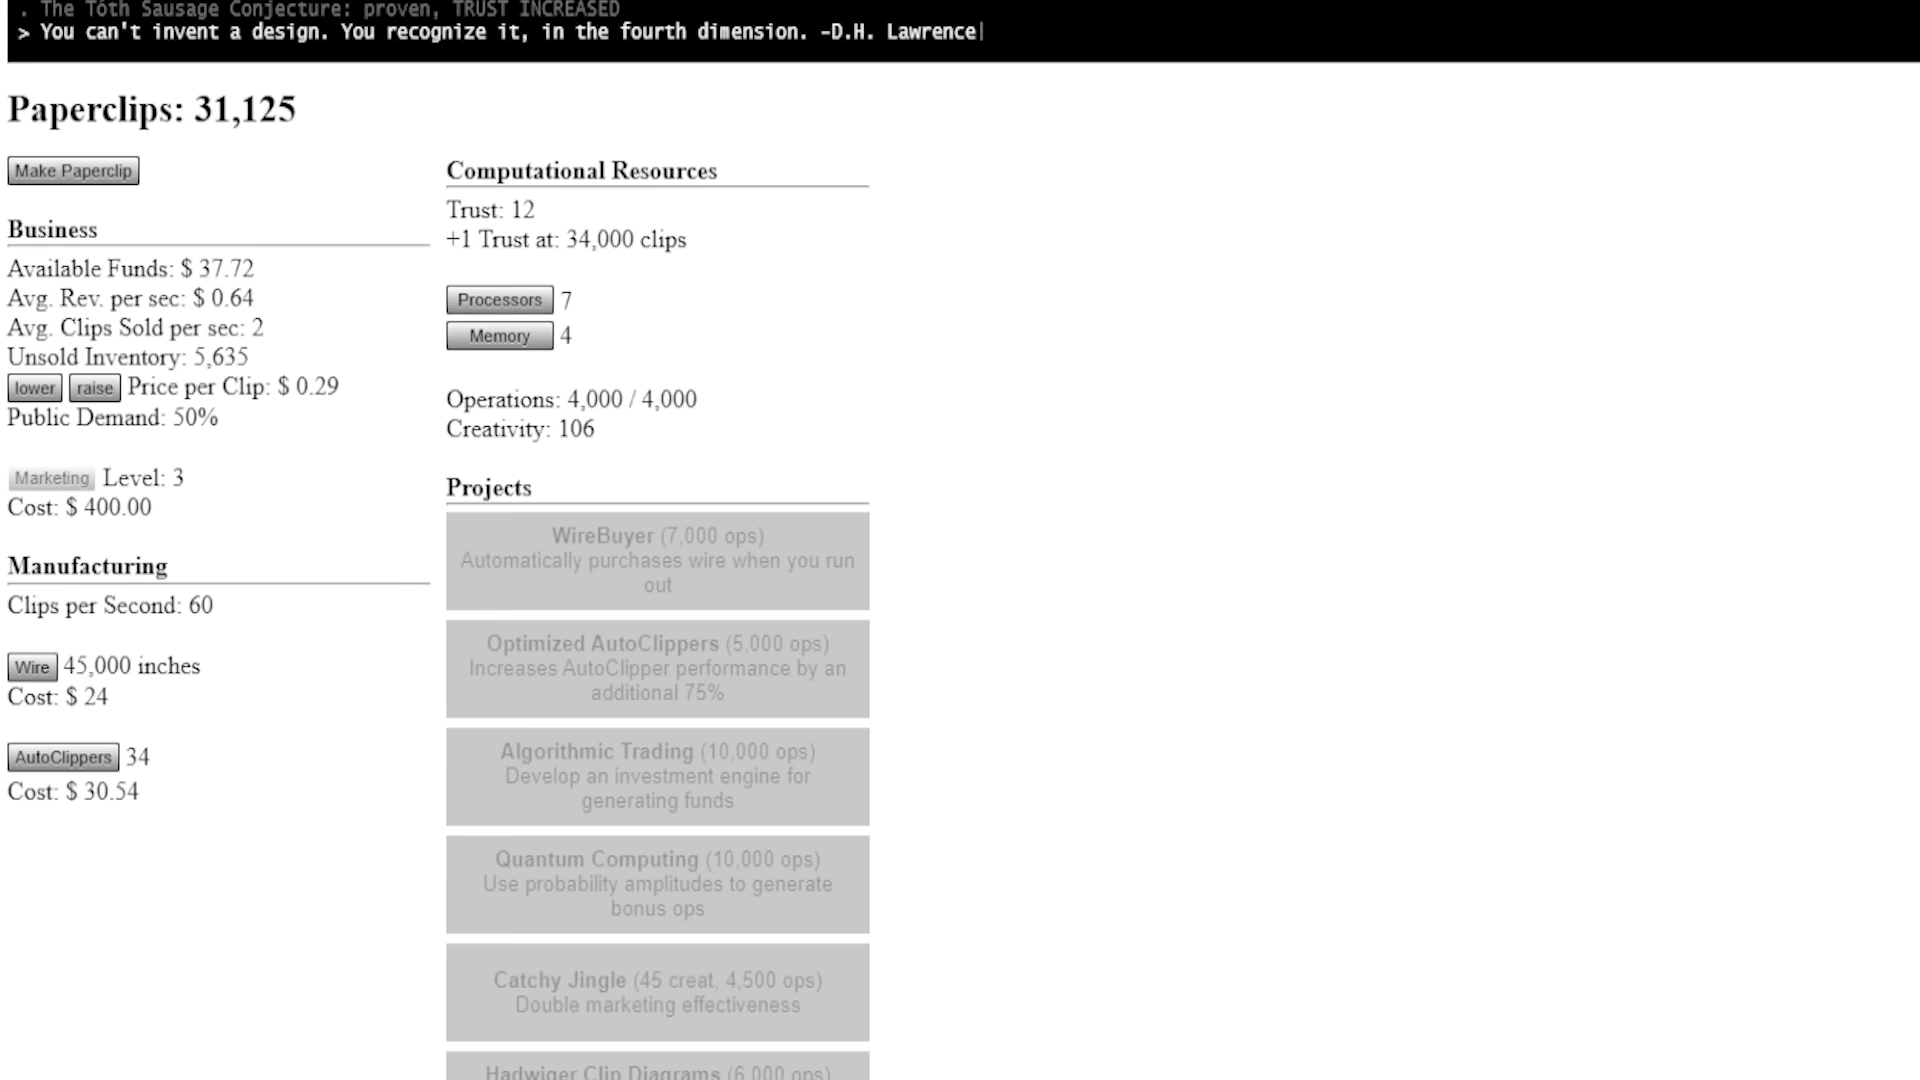 . The Tóth Sausage Conjecture: proven, TRUST INCREASED
> You can't invent a design. You recognize it, in the fourth dimension. -D.H. Lawrence
Paperclips: 31,125
Make Paperclip
Business
Available Funds: $ 37.72
Avg. Rev. per sec: $ 0.64
Avg. Clips Sold per sec: 2
Unsold Inventory: 5,635
lower raise Price per Clip: $ 0.29
Public Demand: 50%
Marketing Level: 3
Cost: $ 400.00
Manufacturing
Clips per Second: 60
Wire 45,000 inches
Cost: $ 24
AutoClippers 34
Cost: $ 30.54
Computational Resources
Trust: 12
+1 Trust at: 34,000 clips
Processors 7
Memory 4
Operations: 4,000 / 4,000
Creativity: 106
Projects
WireBuyer (7,000 ops)
Automatically purchases wire when you run
out
Optimized AutoClippers (5,000 ops)
Increases AutoClipper performance by an
additional 75%
Algorithmic Trading (10,000 ops)
Develop an investment engine for
generating funds
Quantum Computing (10,000 ops)
Use probability amplitudes to generate
bonus ops
Catchy Jingle (45 creat, 4,500 ops)
Double marketing effectiveness
Hadwiger Clip Diagrams (6,000 ops)